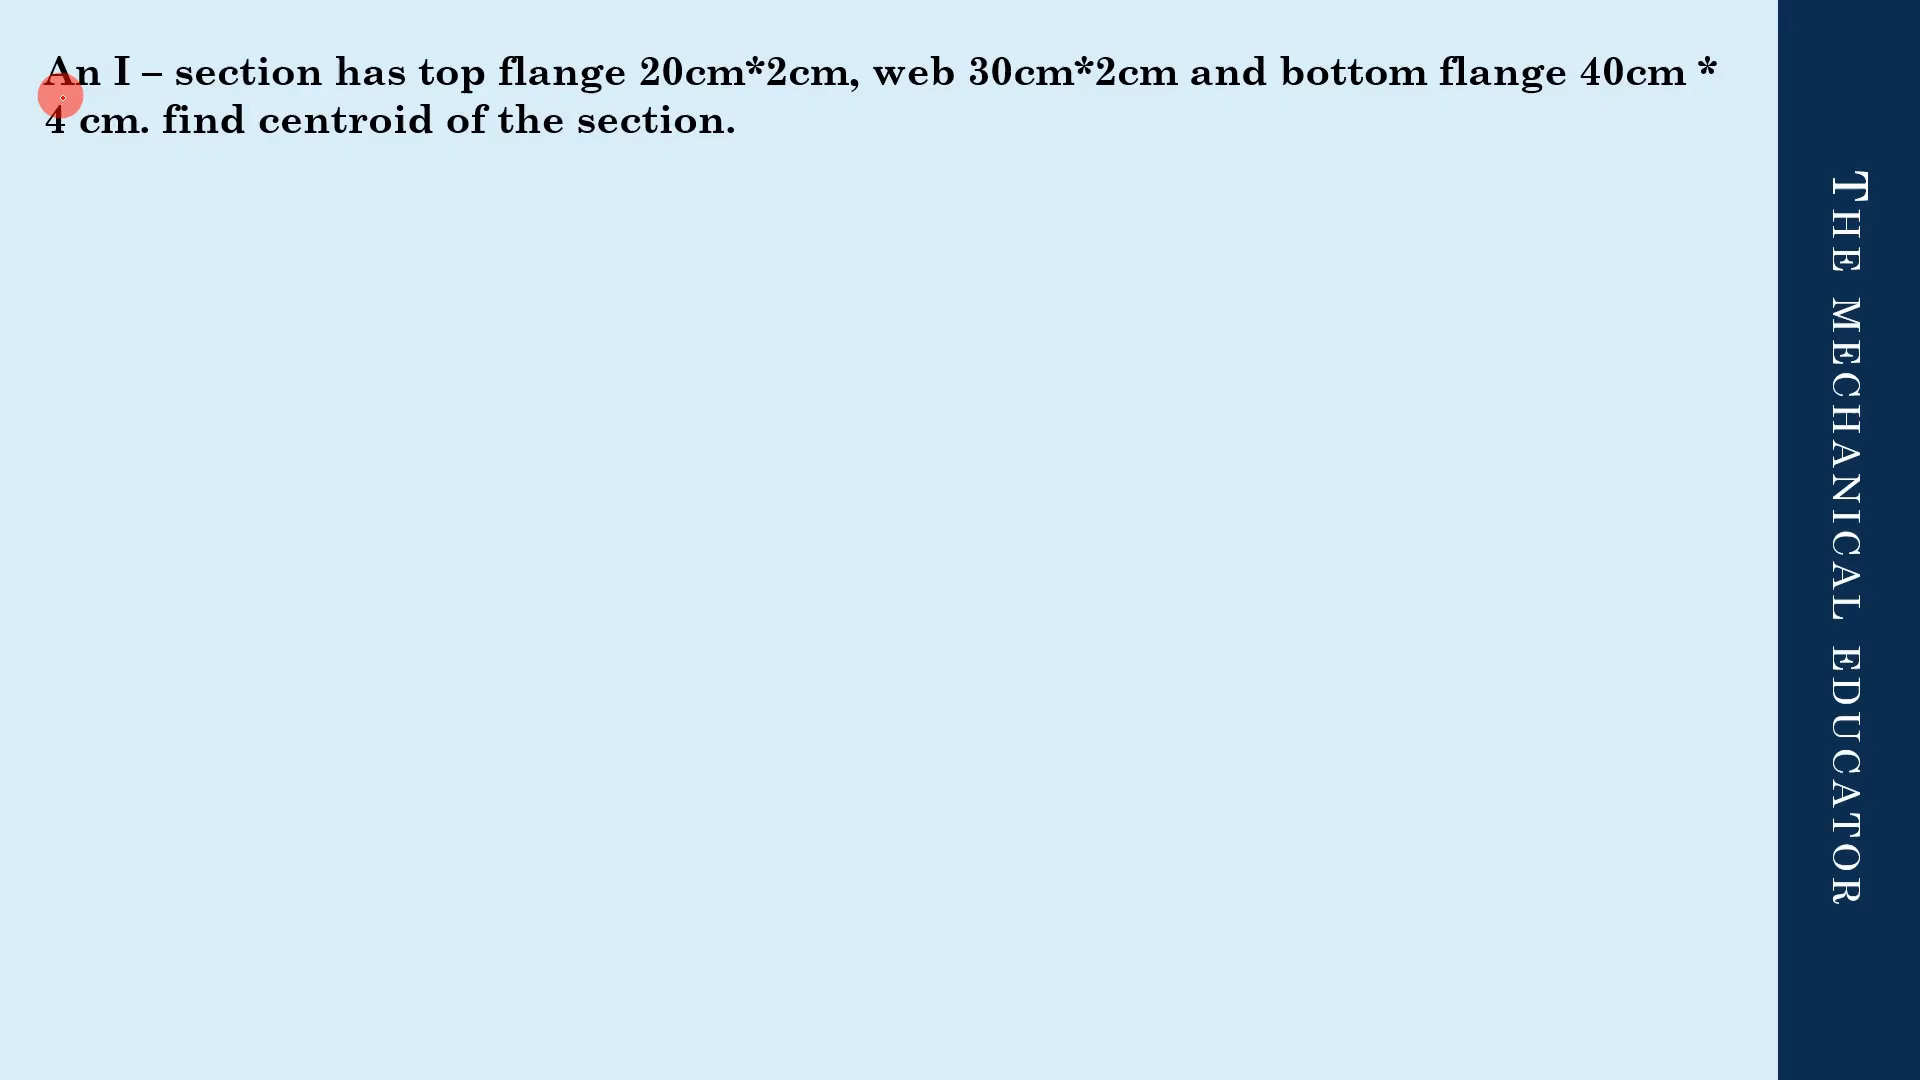 An I – section has top flange 20cm*2cm, web 30cm*2cm and bottom flange 40cm *
4 cm. find centroid of the section.
THE MECHANICAL EDUCATOR